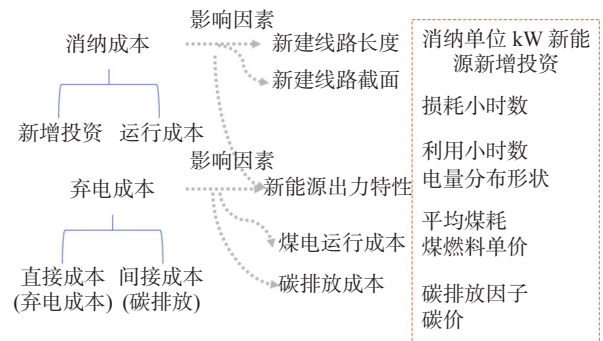 影响因素
消纳成本
新建线路长度
新建线路截面
新增投资 运行成本
影响因素
弃电成本
新能源出力特性
煤电运行成本
直接成本 间接成本
(弃电成本) (碳排放)
碳排放成本
消纳单位 kW 新能
源新增投资
损耗小时数
利用小时数
电量分布形状
平均煤耗
煤燃料单价
碳排放因子
碳价